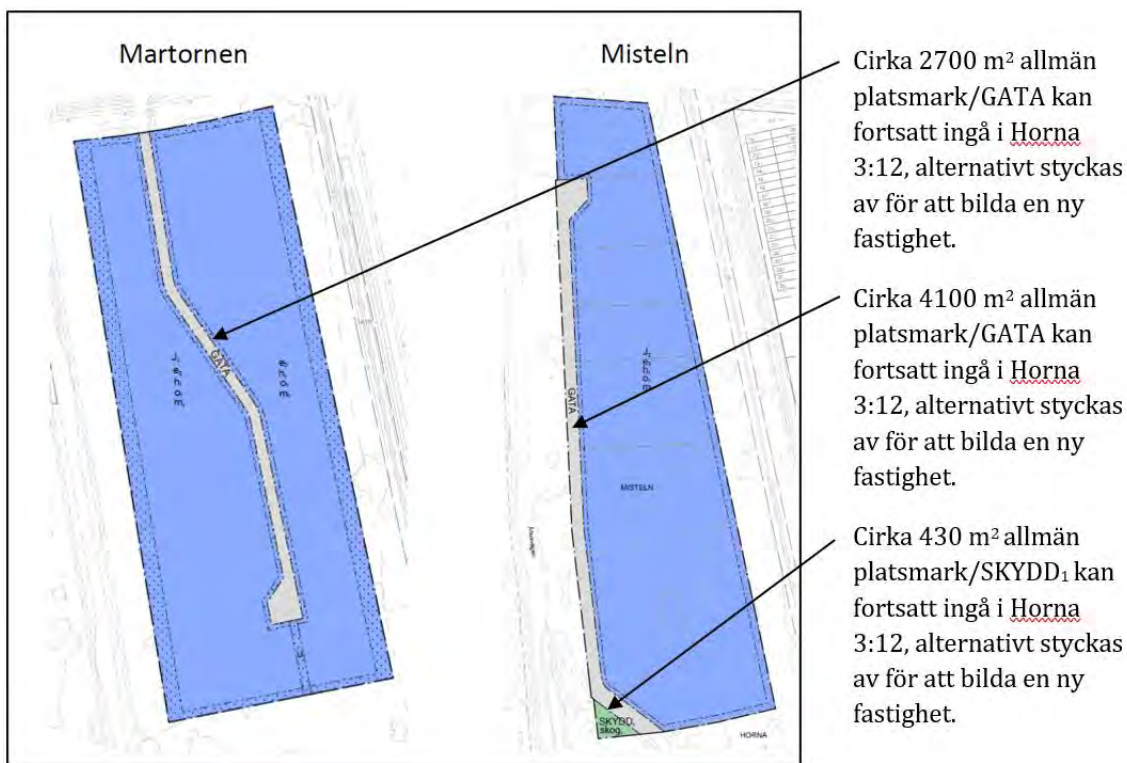 Martornen
Misteln
GATA
GATA
MISTELN
SKYDD₁
skog.
HORNA
Cirka 2700 m² allmän
platsmark/GATA kan
fortsatt ingå i Horna
3:12, alternativt styckas
av för att bilda en ny
fastighet.
Cirka 4100 m² allmän
platsmark/GATA kan
fortsatt ingå i Horna
3:12, alternativt styckas
av för att bilda en ny
fastighet.
Cirka 430 m² allmän
platsmark/SKYDD₁ kan
fortsatt ingå i Horna
3:12, alternativt styckas
av för att bilda en ny
fastighet.